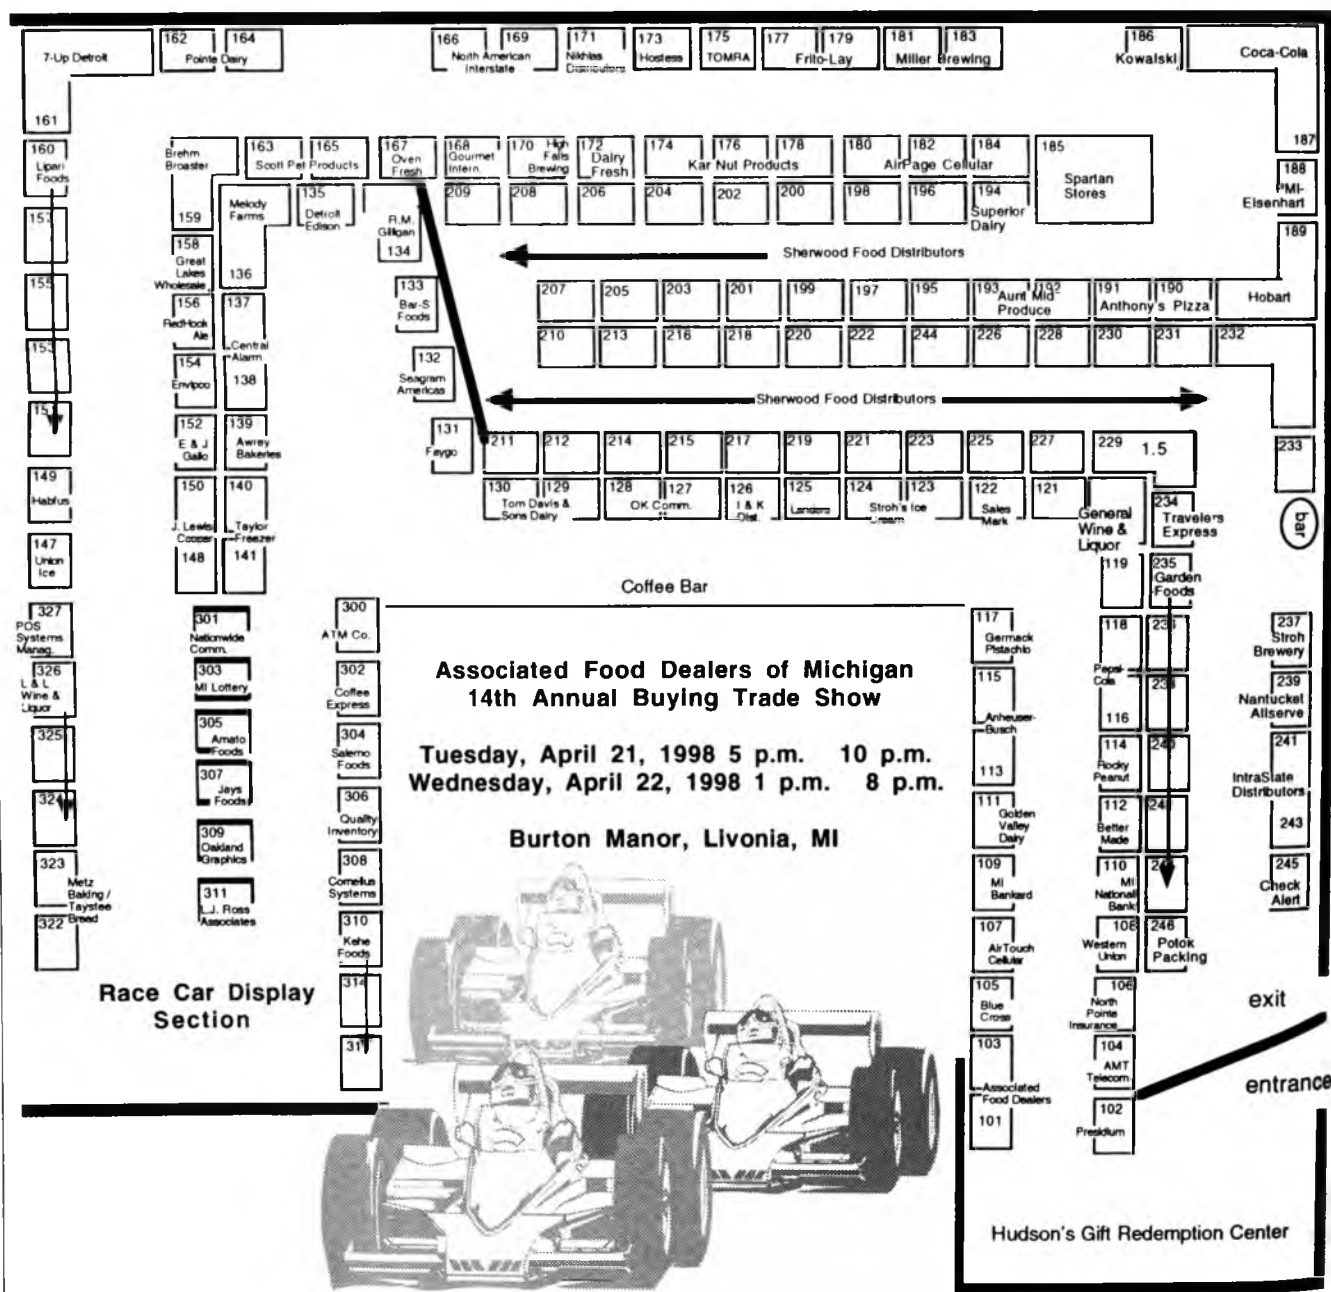 7-Up Detroit
161
162 164
Pointe Dairy
166 169
North American
Interstate
171
Nikhlas
Distributors
173
Hostess
175
TOMRA
177 179
Frito-Lay
181 183
Miller Brewing
186
Kowalski
Coca-Cola
187
160
Lipari
Foods
155
153
149
Habfus
147
Union
Ice
327
POS
Systems
Manag.
326
L & L
Wine &
Liquor
325
324
323
Metz
Baking /
Taystee
Bread
322
Brehm
Broaster
159
163 165
Scott Pet Products
167
Oven
Fresh
168
Gourmet
Intern.
170 High
Falls
Brewing
172
Dairy
Fresh
174 176 178
Kar Nut Products
180 182 184
AirPage Cellular
185
Spartan
Stores
188
PMI-
Eisenhart
189
Hobart
Melody
Farms
136
135
Detroit
Edison
R.M.
Gilligan
134
209 208 206 204 202 200 198 196 194
Superior
Dairy
158
Great
Lakes
Wholesale
156
RedHook
Ale
154
Envipco
152
E & J
Gallo
150
J. Lewis
Cooper
148
137
Central
Alarm
138
139
Awrey
Bakeries
140
Taylor
Freezer
141
133
Bar-S
Foods
132
Seagram
Americas
131
Faygo
Sherwood Food Distributors
207 205 203 201 199 197 195 193 192 191 190
Aunt Mid
Produce
Anthony's Pizza
210 213 216 218 220 222 244 226 228 230 231 232
Sherwood Food Distributors
211 212 214 215 217 219 221 223 225 227 229 1.5
233
bar
130 129
Tom Davis &
Sons Dairy
128 127
OK Comm.
126
I & K
Dist.
125
Landers
124 123
Stroh's Ice
Cream
122
Sales
Mark
121
General
Wine &
Liquor
234
Travelers
Express
119
235
Garden
Foods
Coffee Bar
301
Nationwide
Comm.
303
MI Lottery
305
Amato
Foods
307
Jays
Foods
309
Oakland
Graphics
311
L.J. Ross
Associates
300
ATM Co.
302
Coffee
Express
304
Salerno
Foods
306
Quality
Inventory
308
Cornelius
Systems
310
Kehe
Foods
314
Associated Food Dealers of Michigan
14th Annual Buying Trade Show
Tuesday, April 21, 1998 5 p.m. 10 p.m.
Wednesday, April 22, 1998 1 p.m. 8 p.m.
Burton Manor, Livonia, MI
117
Germack
Pistachio
115
Anheuser-
Busch
113
111
Golden
Valley
Dairy
109
MI
Bankard
107
AirTouch
Cellular
105
Blue
Cross
103
Associated
Food Dealers
101
118
Pepsi-
Cola
116
114
Rocky
Peanut
112
Better
Made
110
MI
National
Bank
108
Western
Union
106
North
Pointe
Insurance
104
AMT
Telecom
102
Presidium
240
246
Potok
Packing
237
Stroh
Brewery
239
Nantucket
Allserve
241
IntraState
Distributors
243
245
Check
Alert
Race Car Display
Section
exit
entrance
Hudson's Gift Redemption Center